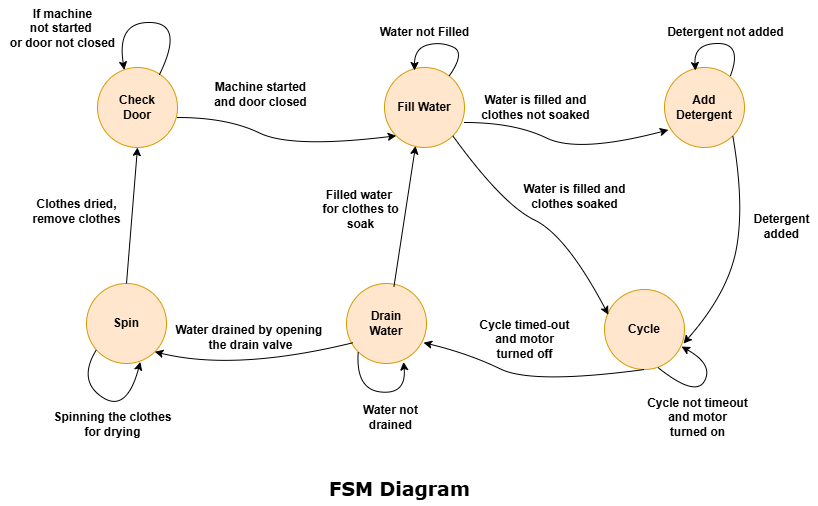 If machine
not started
or door not closed
Water not Filled
Detergent not added
Check
Door
Machine started
and door closed
Fill Water
Water is filled and
clothes not soaked
Add
Detergent
Clothes dried,
remove clothes
Filled water
for clothes to
soak
Water is filled and
clothes soaked
Detergent
added
Spin
Water drained by opening
the drain valve
Drain
Water
Cycle timed-out
and motor
turned off
Cycle
Spinning the clothes
for drying
Water not
drained
Cycle not timeout
and motor
turned on
FSM Diagram